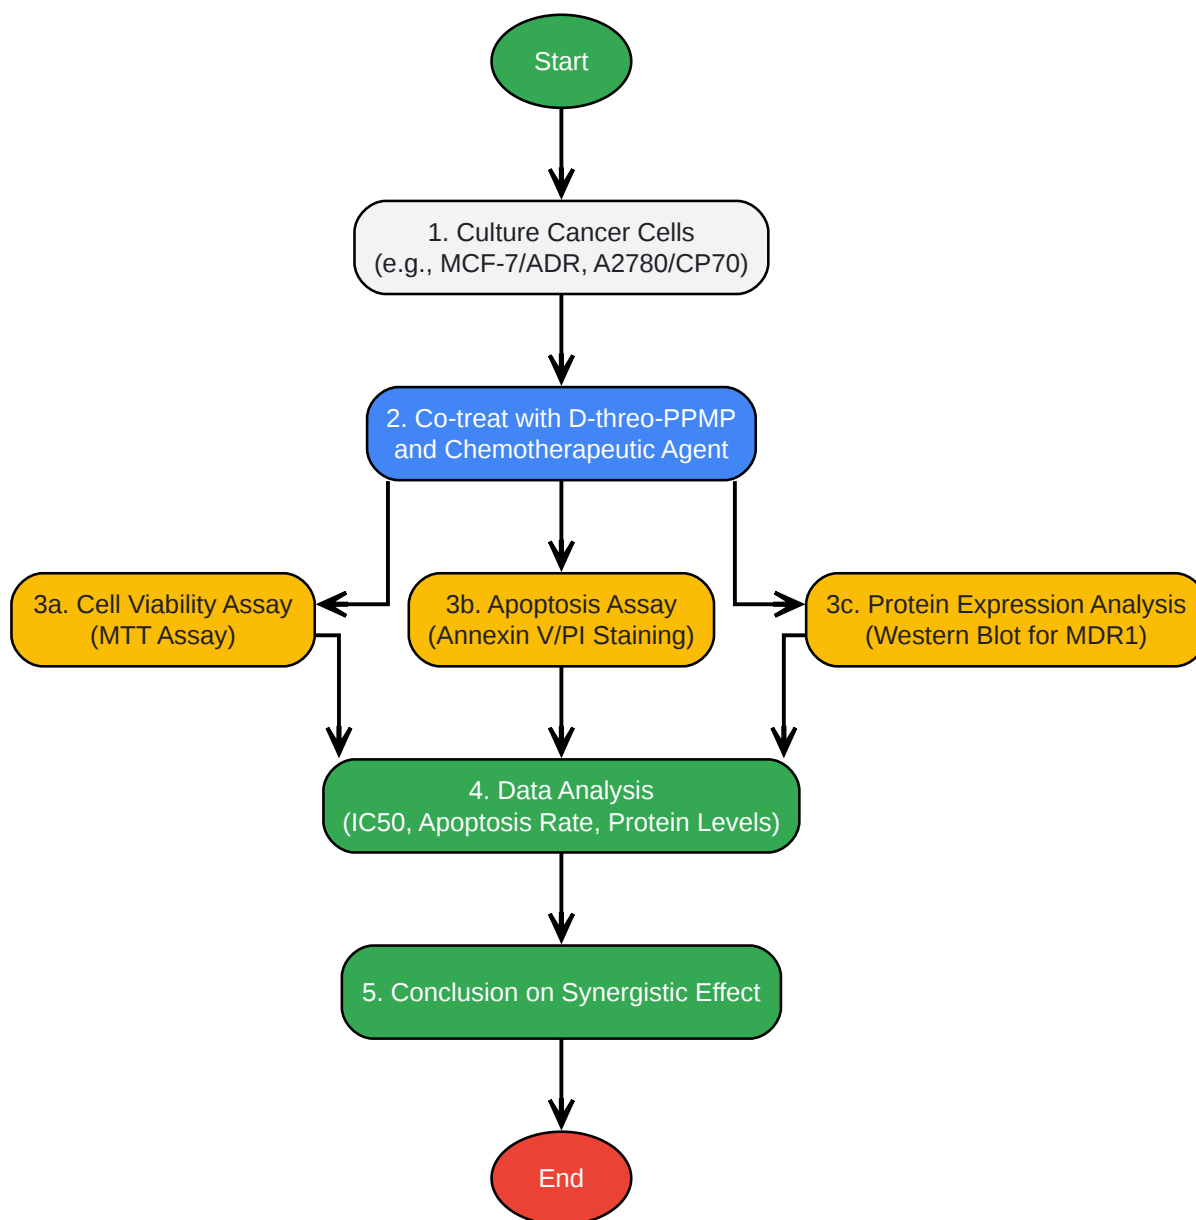 Start
1. Culture Cancer Cells
(e.g., MCF-7/ADR, A2780/CP70)
2. Co-treat with D-threo-PPMP
and Chemotherapeutic Agent
3a. Cell Viability Assay
(MTT Assay)
3b. Apoptosis Assay
(Annexin V/PI Staining)
3c. Protein Expression Analysis
(Western Blot for MDR1)
4. Data Analysis
(IC50, Apoptosis Rate, Protein Levels)
5. Conclusion on Synergistic Effect
End